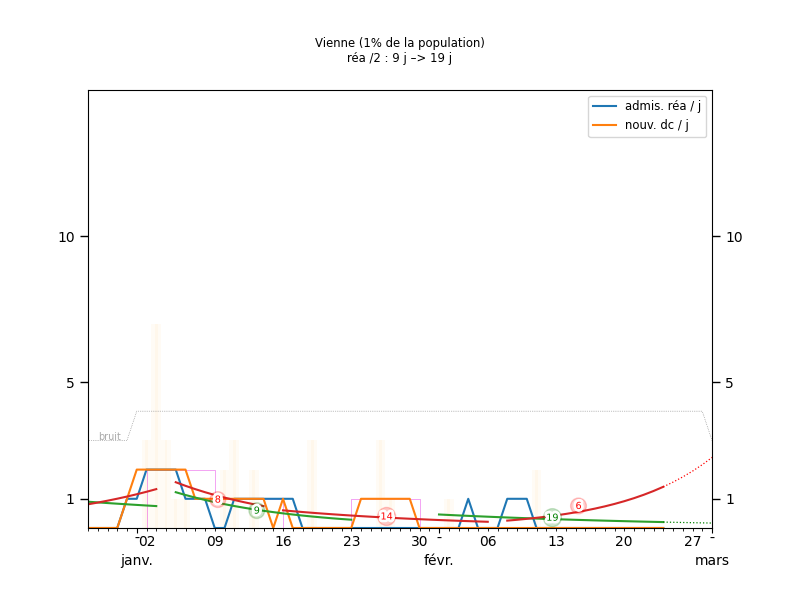 Vienne (1% de la population)
réa /2 : 9 j –> 19 j
admis. réa / j
nouv. dc / j
10 10
5 5
bruit
1 1
8 9 14 19 6
02 09 16 23 30 06 13 20 27
janv. févr. mars